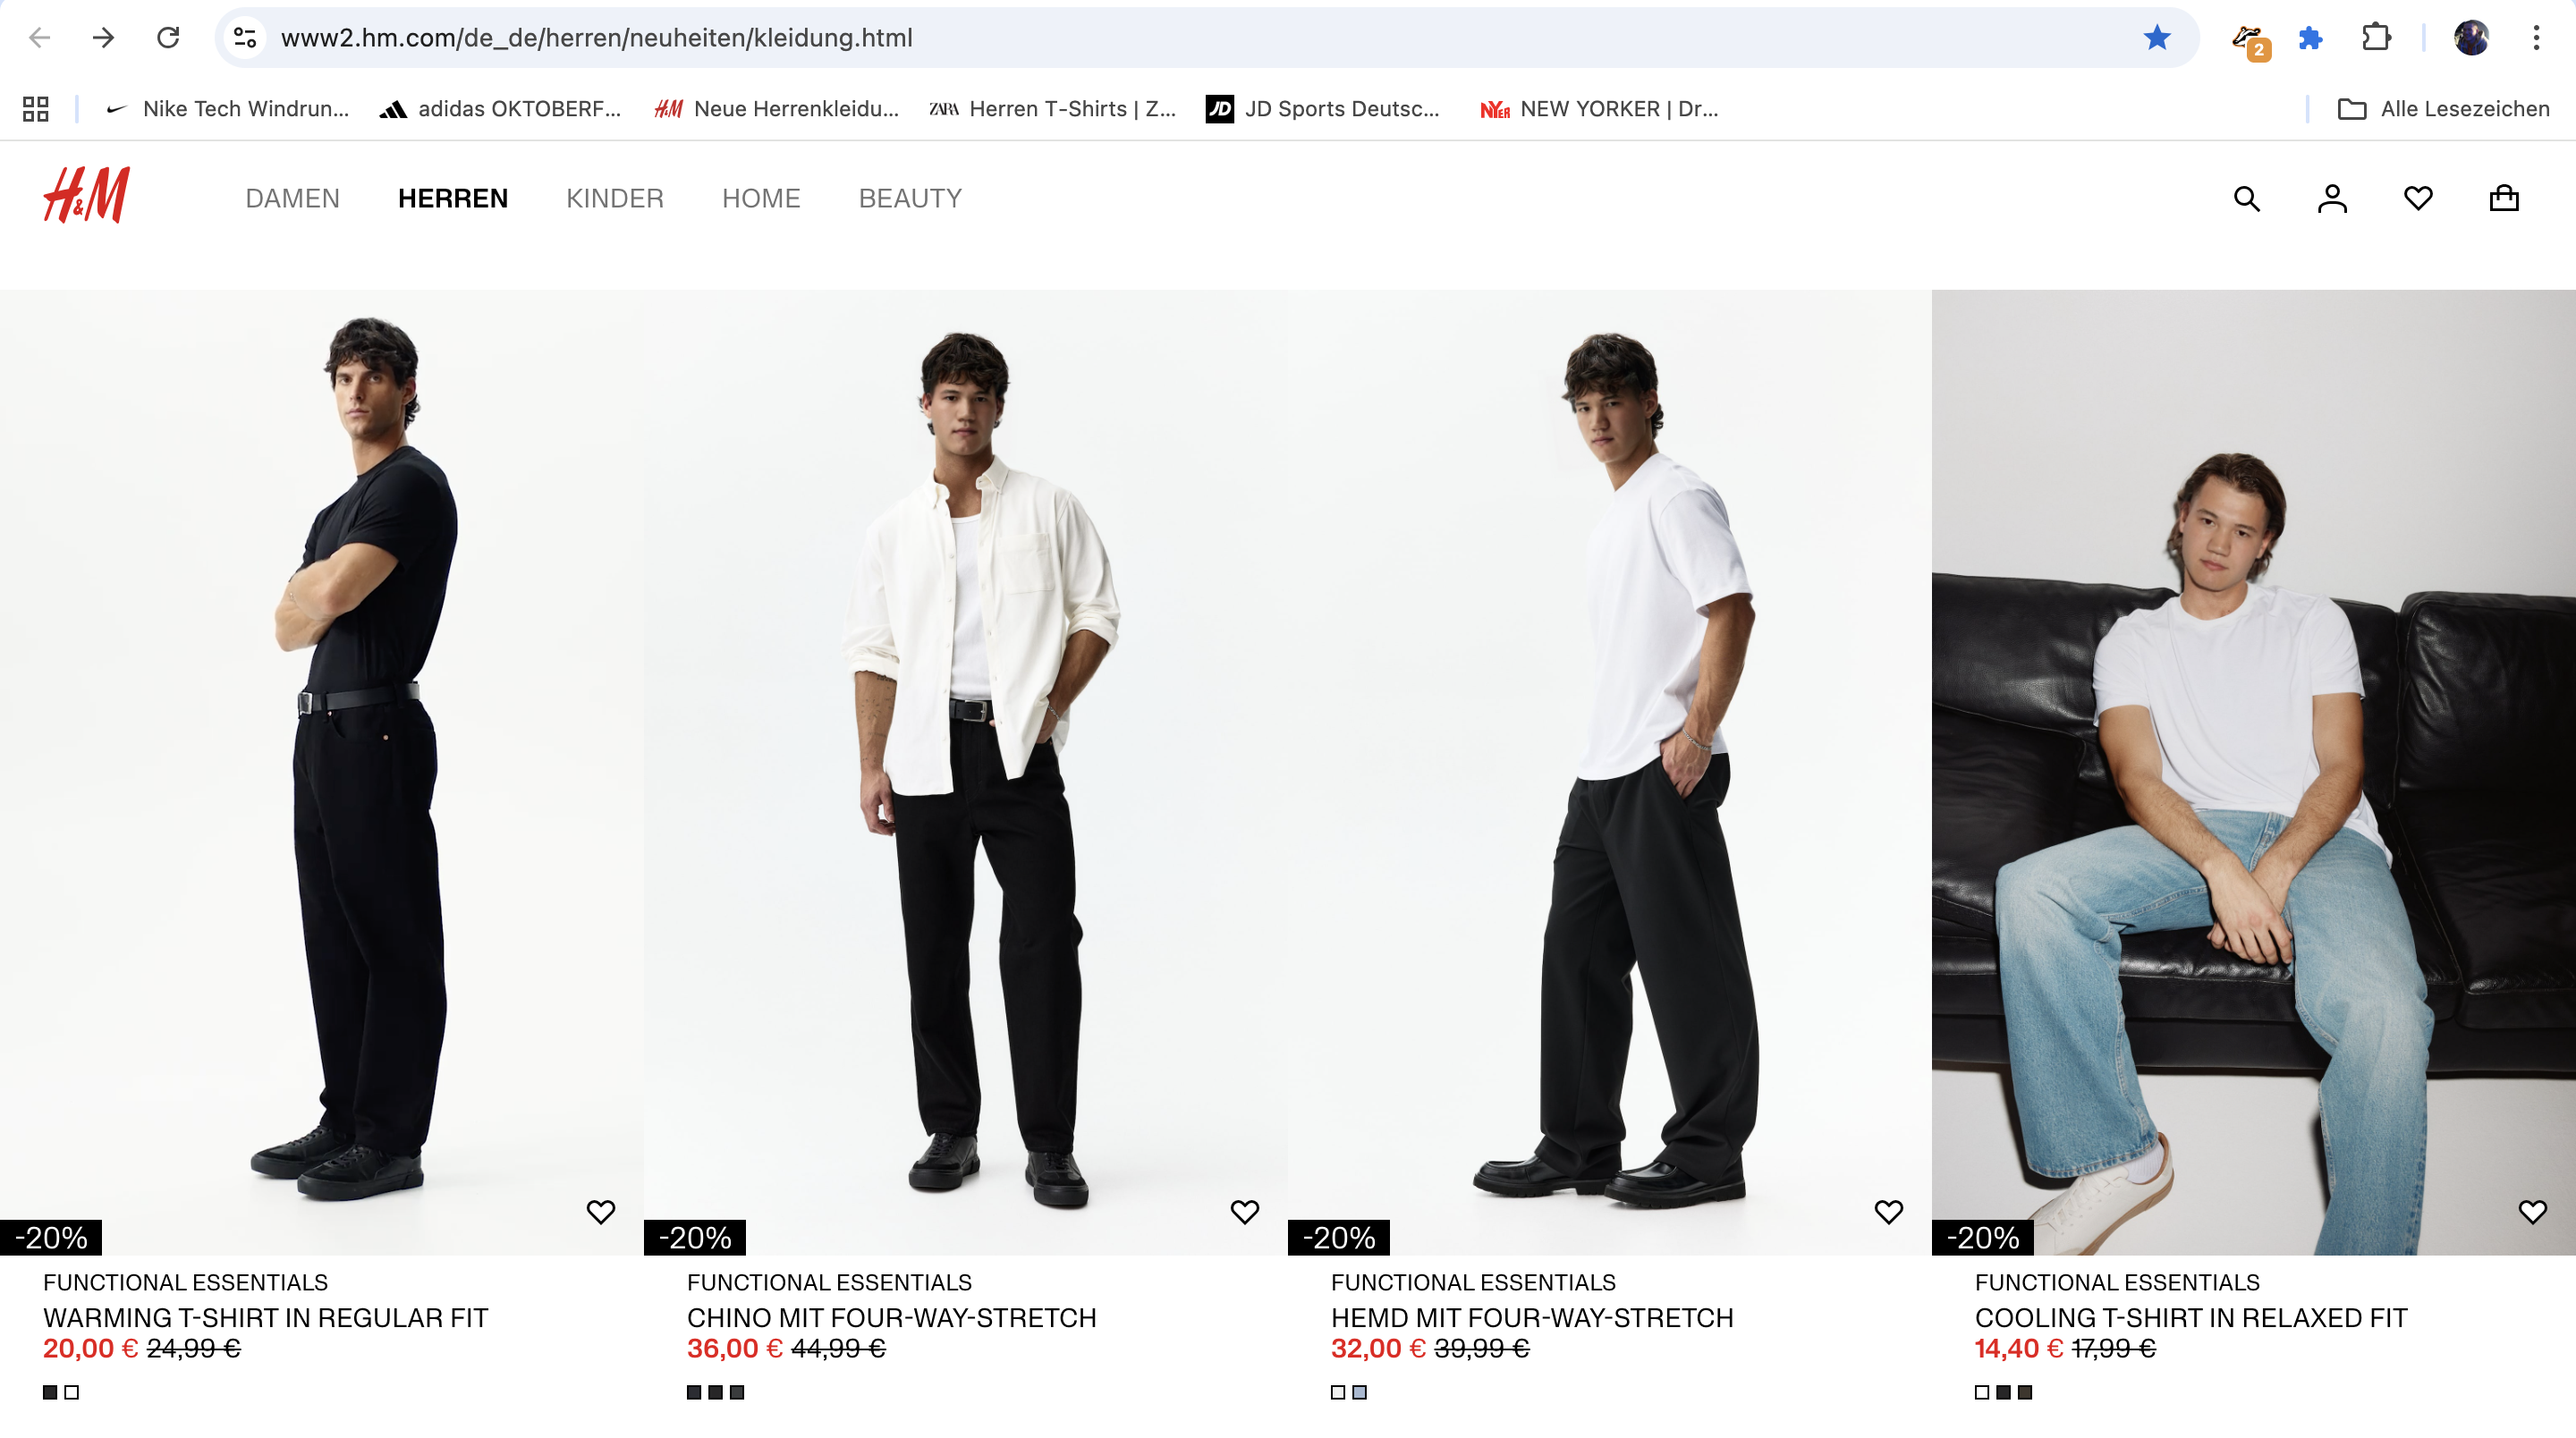 www2.hm.com/de_de/herren/neuheiten/kleidung.html
2
Nike Tech Windrun...
adidas OKTOBERF...
H&M
Neue Herrenkleidu...
ZARA
Herren T-Shirts | Z...
JD
JD Sports Deutsc...
NYER
NEW YORKER | Dr...
Alle Lesezeichen
H&M
DAMEN
HERREN
KINDER
HOME
BEAUTY
-20%
-20%
-20%
-20%
FUNCTIONAL ESSENTIALS
WARMING T-SHIRT IN REGULAR FIT
20,00 € 24,99 €
FUNCTIONAL ESSENTIALS
CHINO MIT FOUR-WAY-STRETCH
36,00 € 44,99 €
FUNCTIONAL ESSENTIALS
HEMD MIT FOUR-WAY-STRETCH
32,00 € 39,99 €
FUNCTIONAL ESSENTIALS
COOLING T-SHIRT IN RELAXED FIT
14,40 € 17,99 €